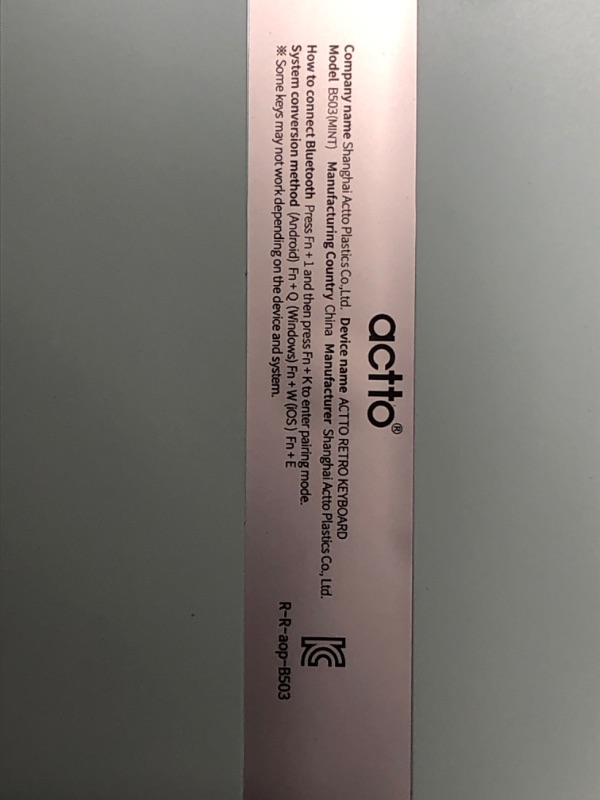 actto®
Company name Shanghai Actto Plastics Co.,Ltd. Device name ACTTO RETRO KEYBOARD
Model B503(MINT) Manufacturing Country China Manufacturer Shanghai Actto Plastics Co., Ltd.
How to connect Bluetooth Press Fn + 1 and then press Fn + K to enter pairing mode.
System conversion method (Android) Fn + Q (Windows) Fn + W (iOS) Fn + E
※ Some keys may not work depending on the device and system.
R-R-aop-B503